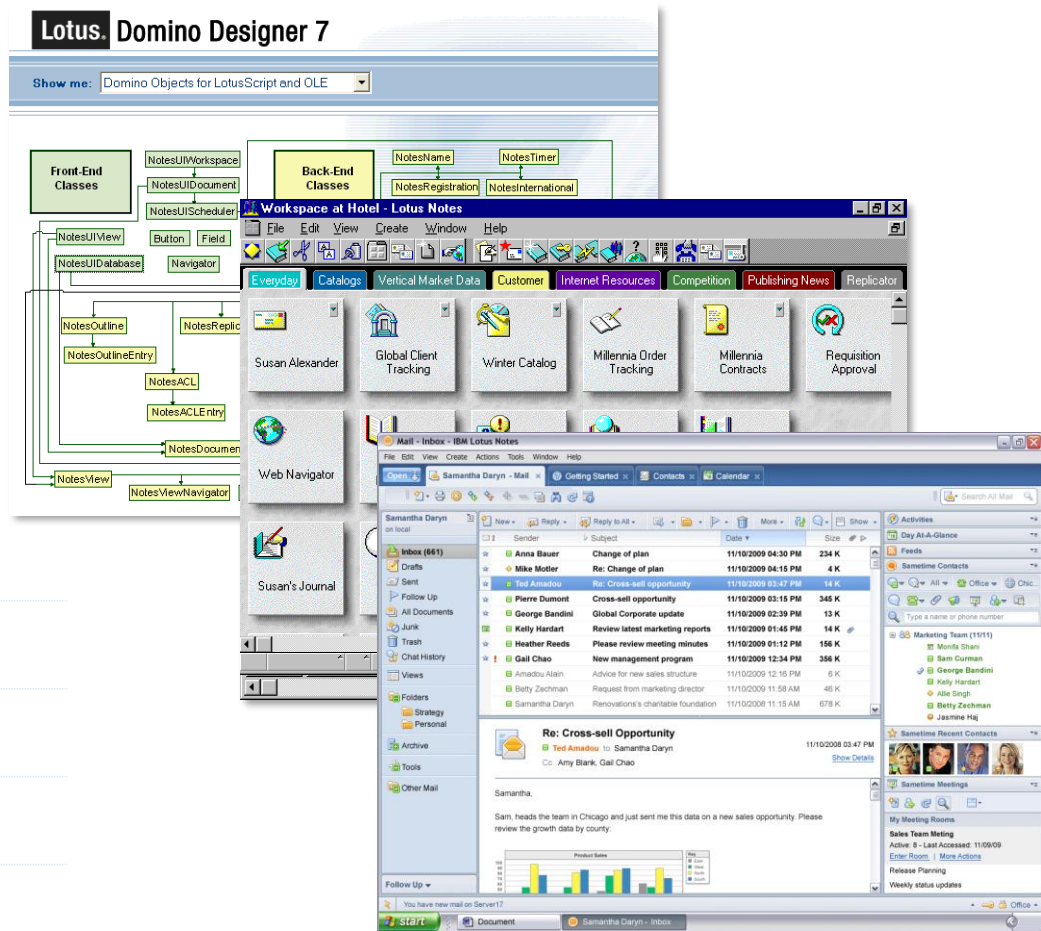 Lotus. Domino Designer 7
Show me: Domino Objects for LotusScript and OLE
Front-End
Classes
NotesUIWorkspace
NotesUIDocument
NotesUIScheduler
NotesUIView
Button Field
NotesUIDatabase
Navigator
Back-End
Classes
NotesName
NotesTimer
NotesRegistration
NotesInternational
NotesOutline
NotesOutlineEntry
NotesACL
NotesACLEntry
NotesView
NotesViewNavigator
Workspace at Hotel - Lotus Notes
File Edit View Create Window Help
Everyday Catalogs Vertical Market Data Customer Internet Resources Competition Publishing News Replicator
Susan Alexander
Global Client
Tracking
Winter Catalog
Millennia Order
Tracking
Millennia
Contracts
Requisition
Approval
Web Navigator
Susan's Journal
Mail - Inbox - IBM Lotus Notes
File Edit View Create Actions Tools Window Help
Open
Samantha Daryn - Mail
Getting Started
Contacts
Calendar
Search All Mail
Samantha Daryn
on local
Inbox (661)
Drafts
Sent
Follow Up
All Documents
Junk
Trash
Chat History
Views
Folders
Strategy
Personal
Archive
Tools
Other Mail
Follow Up
New Reply Reply to All More Show
Sender Subject Date Size
Anna Bauer Change of plan 11/10/2009 04:30 PM 234 K
Mike Motler Re: Change of plan 11/10/2009 04:15 PM 4 K
Ted Amadou Re: Cross-sell opportunity 11/10/2009 03:47 PM 14 K
Pierre Dumont Cross-sell opportunity 11/10/2009 03:15 PM 345 K
George Bandini Global Corporate update 11/10/2009 02:39 PM 13 K
Kelly Hardart Review latest marketing reports 11/10/2009 01:45 PM 14 K
Heather Reeds Please review meeting minutes 11/10/2009 01:12 PM 156 K
Gail Chao New management program 11/10/2009 12:34 PM 356 K
Amadou Alain Advice for new sales structure 11/10/2009 12:16 PM 6 K
Betty Zechman Request from marketing director 11/10/2009 11:58 AM 46 K
Samantha Daryn Renovations's charitable foundation 11/10/2008 11:15 AM 678 K
Re: Cross-sell Opportunity
Ted Amadou to: Samantha Daryn
Cc: Amy Blank, Gail Chao
11/10/2008 03:47 PM
Show Details
Samantha,
Sam, heads the team in Chicago and just sent me this data on a new sales opportunity. Please
review the growth data by county:
Product Sales
Key
Activities
Day At-A-Glance
Feeds
Sametime Contacts
All Office Chic...
Type a name or phone number
Marketing Team (11/11)
Monifa Shani
Sam Curman
George Bandini
Kelly Hardart
Allie Singh
Betty Zechman
Jasmine Haj
Sametime Recent Contacts
Sametime Meetings
My Meeting Rooms
Sales Team Meting
Active: 8 - Last Accessed: 11/09/09
Enter Room | More Actions
Release Planning
Weekly status updates
You have new mail on Server17
Office
start
Document
Samantha Daryn - Inbox